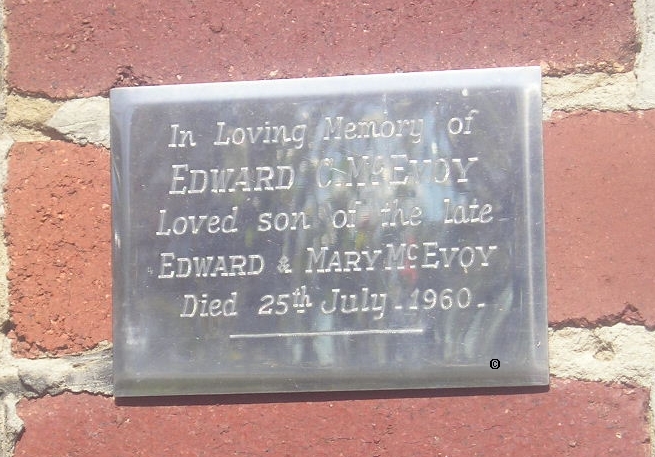 In Loving Memory of
EDWARD C. McEVOY
Loved son of the late
EDWARD & MARY McEVOY
Died 25th July - 1960 -
©